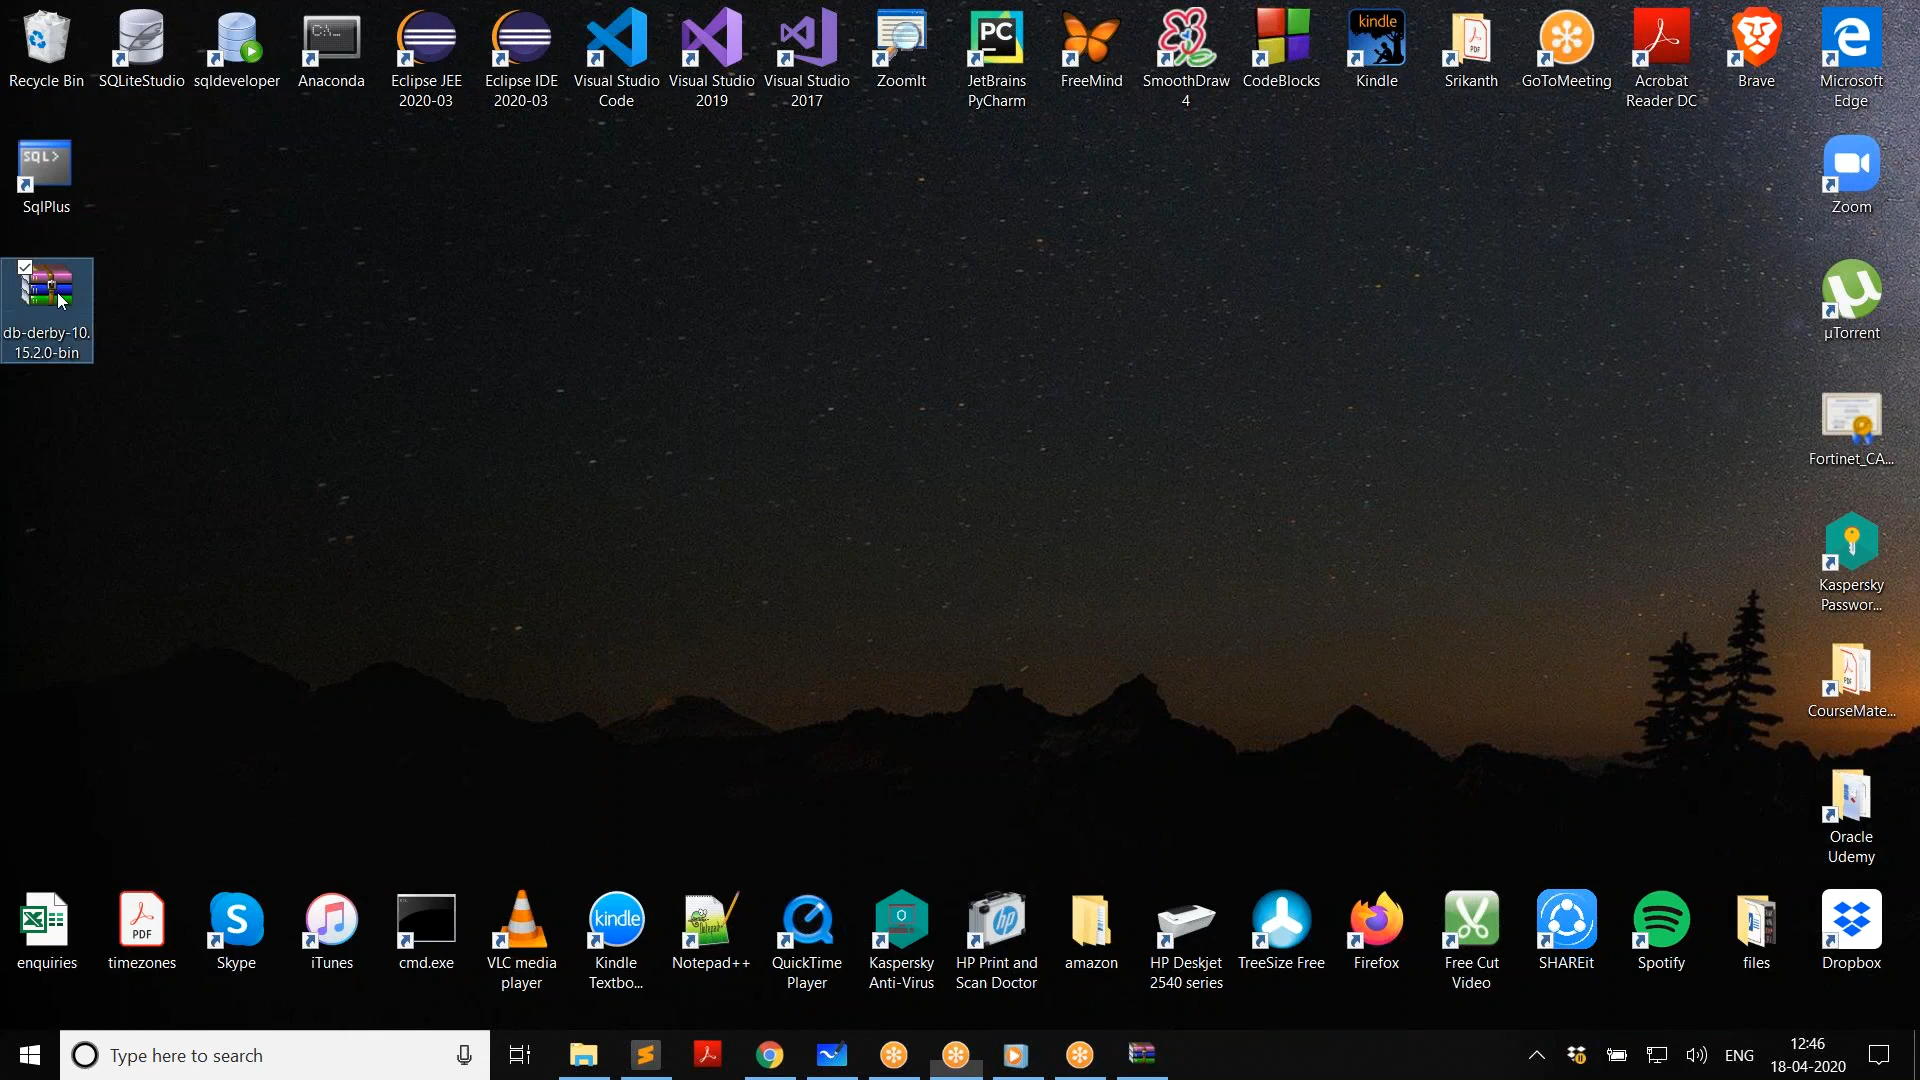 Recycle Bin
SQLiteStudio
sqldeveloper
Anaconda
Eclipse JEE
2020-03
Eclipse IDE
2020-03
Visual Studio
Code
Visual Studio
2019
Visual Studio
2017
ZoomIt
JetBrains
PyCharm
FreeMind
SmoothDraw
4
CodeBlocks
kindle
Kindle
Srikanth
GoToMeeting
Acrobat
Reader DC
Brave
Microsoft
Edge
SQL>
SqlPlus
Zoom
db-derby-10.
15.2.0-bin
µTorrent
Fortinet_CA...
Kaspersky
Passwor...
CourseMate...
Oracle
Udemy
enquiries
PDF
timezones
Skype
iTunes
cmd.exe
VLC media
player
kindle
Kindle
Textbo...
Notepad++
QuickTime
Player
Kaspersky
Anti-Virus
HP Print and
Scan Doctor
amazon
HP Deskjet
2540 series
TreeSize Free
Firefox
Free Cut
Video
SHAREit
Spotify
files
Dropbox
Type here to search
ENG
12:46
18-04-2020